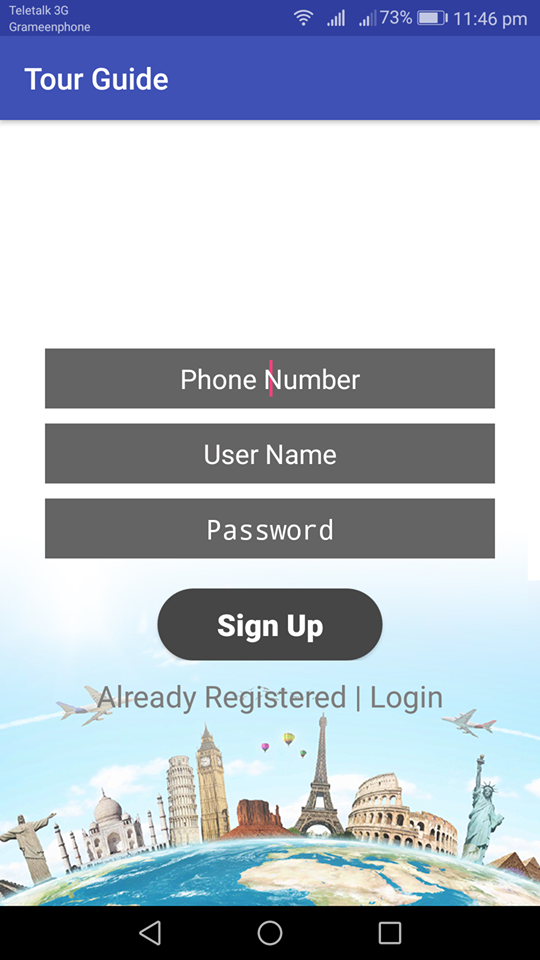 Teletalk 3G
Grameenphone
73%
11:46 pm
Tour Guide
Phone Number
User Name
Password
Sign Up
Already Registered | Login